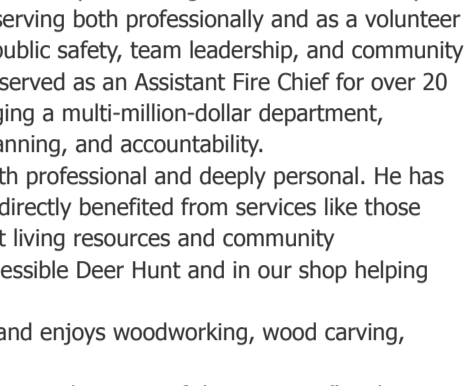 serving both professionally and as a volunteer
public safety, team leadership, and community
served as an Assistant Fire Chief for over 20
ging a multi-million-dollar department,
anning, and accountability.
th professional and deeply personal. He has
directly benefited from services like those
t living resources and community
essible Deer Hunt and in our shop helping
and enjoys woodworking, wood carving,